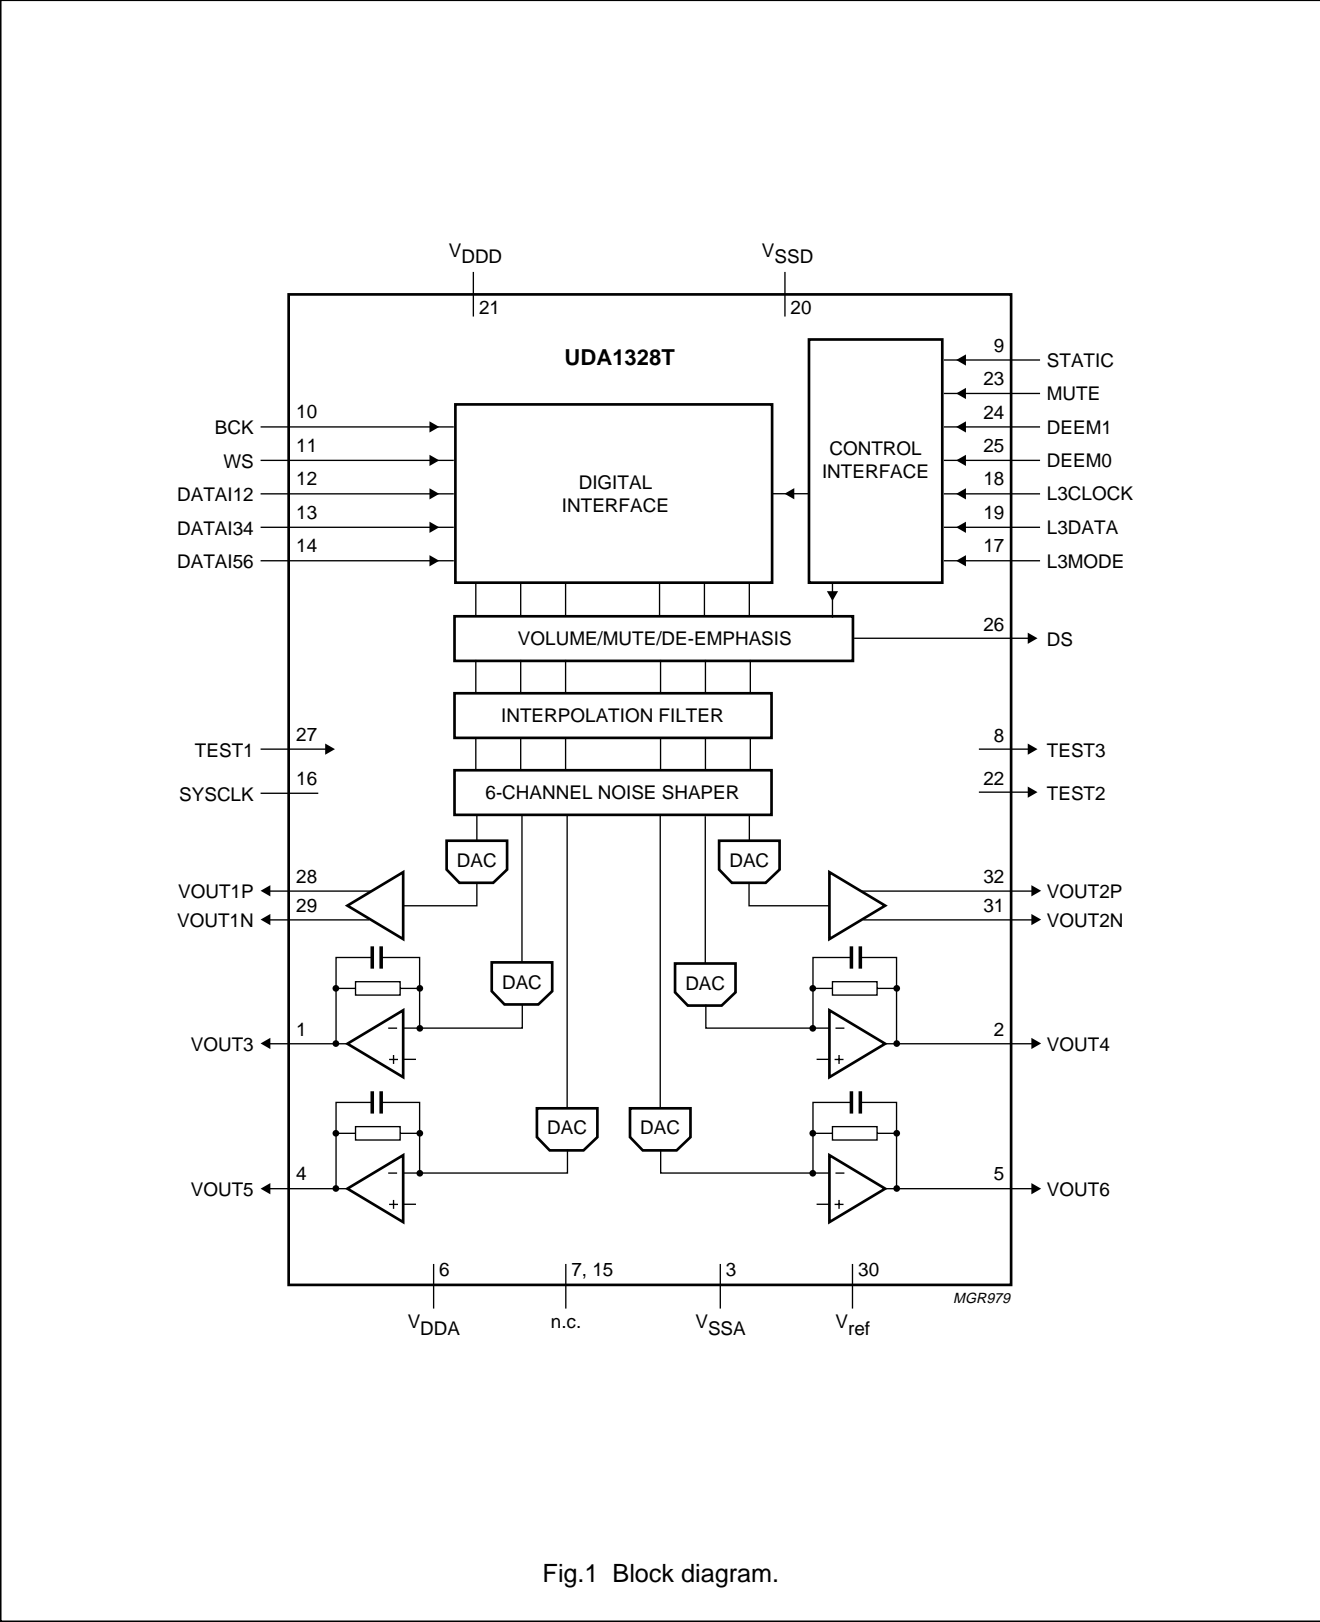 VDDD
VSSD
21
20
UDA1328T
9
STATIC
23
MUTE
10
24
BCK
DEEM1
11
25
WS
DEEM0
CONTROL
INTERFACE
12
18
DATAI12
L3CLOCK
DIGITAL
INTERFACE
13
19
DATAI34
L3DATA
14
17
DATAI56
L3MODE
VOLUME/MUTE/DE-EMPHASIS
26
DS
INTERPOLATION FILTER
27
8
TEST1
TEST3
16
22
SYSCLK
TEST2
6-CHANNEL NOISE SHAPER
DAC
DAC
28
32
VOUT1P
VOUT2P
29
31
VOUT1N
VOUT2N
DAC
DAC
1
−
−
2
VOUT3
VOUT4
+
+
DAC
DAC
4
−
−
5
VOUT5
VOUT6
+
+
6
7, 15
3
30
MGR979
VDDA
n.c.
VSSA
Vref
Fig.1 Block diagram.